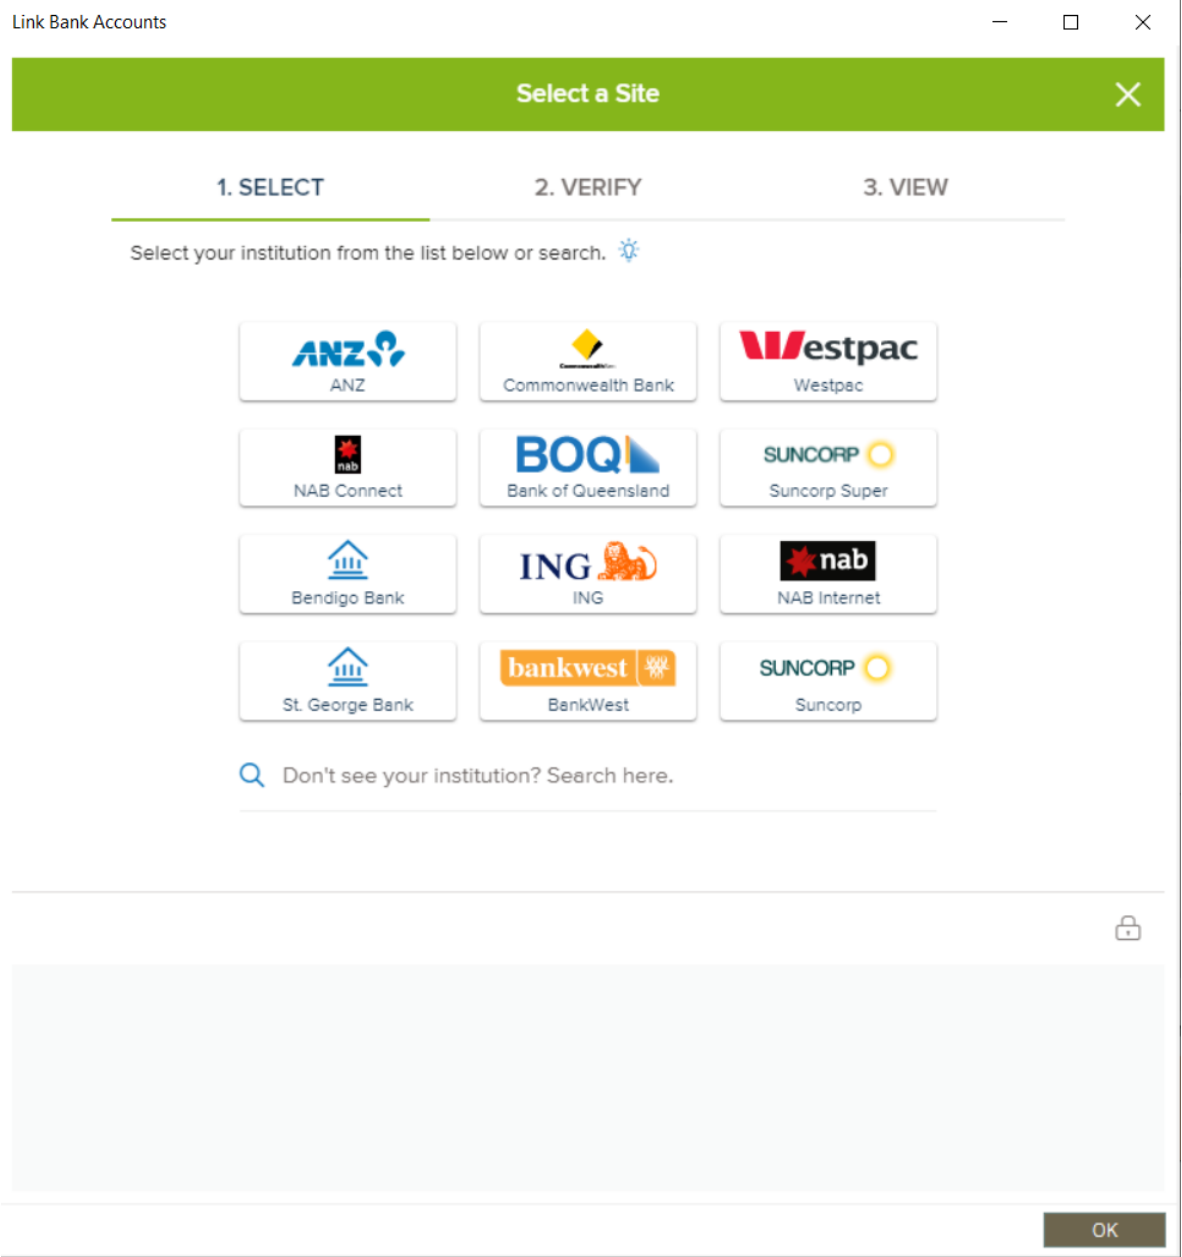 Link Bank Accounts
Select a Site
1. SELECT 2. VERIFY 3. VIEW
Select your institution from the list below or search.
ANZ
ANZ
CommonwealthBank
Commonwealth Bank
Westpac
Westpac
nab
NAB Connect
BOQ
Bank of Queensland
SUNCORP
Suncorp Super
Bendigo Bank
ING
ING
nab
NAB Internet
St. George Bank
bankwest
BankWest
SUNCORP
Suncorp
Don't see your institution? Search here.
OK